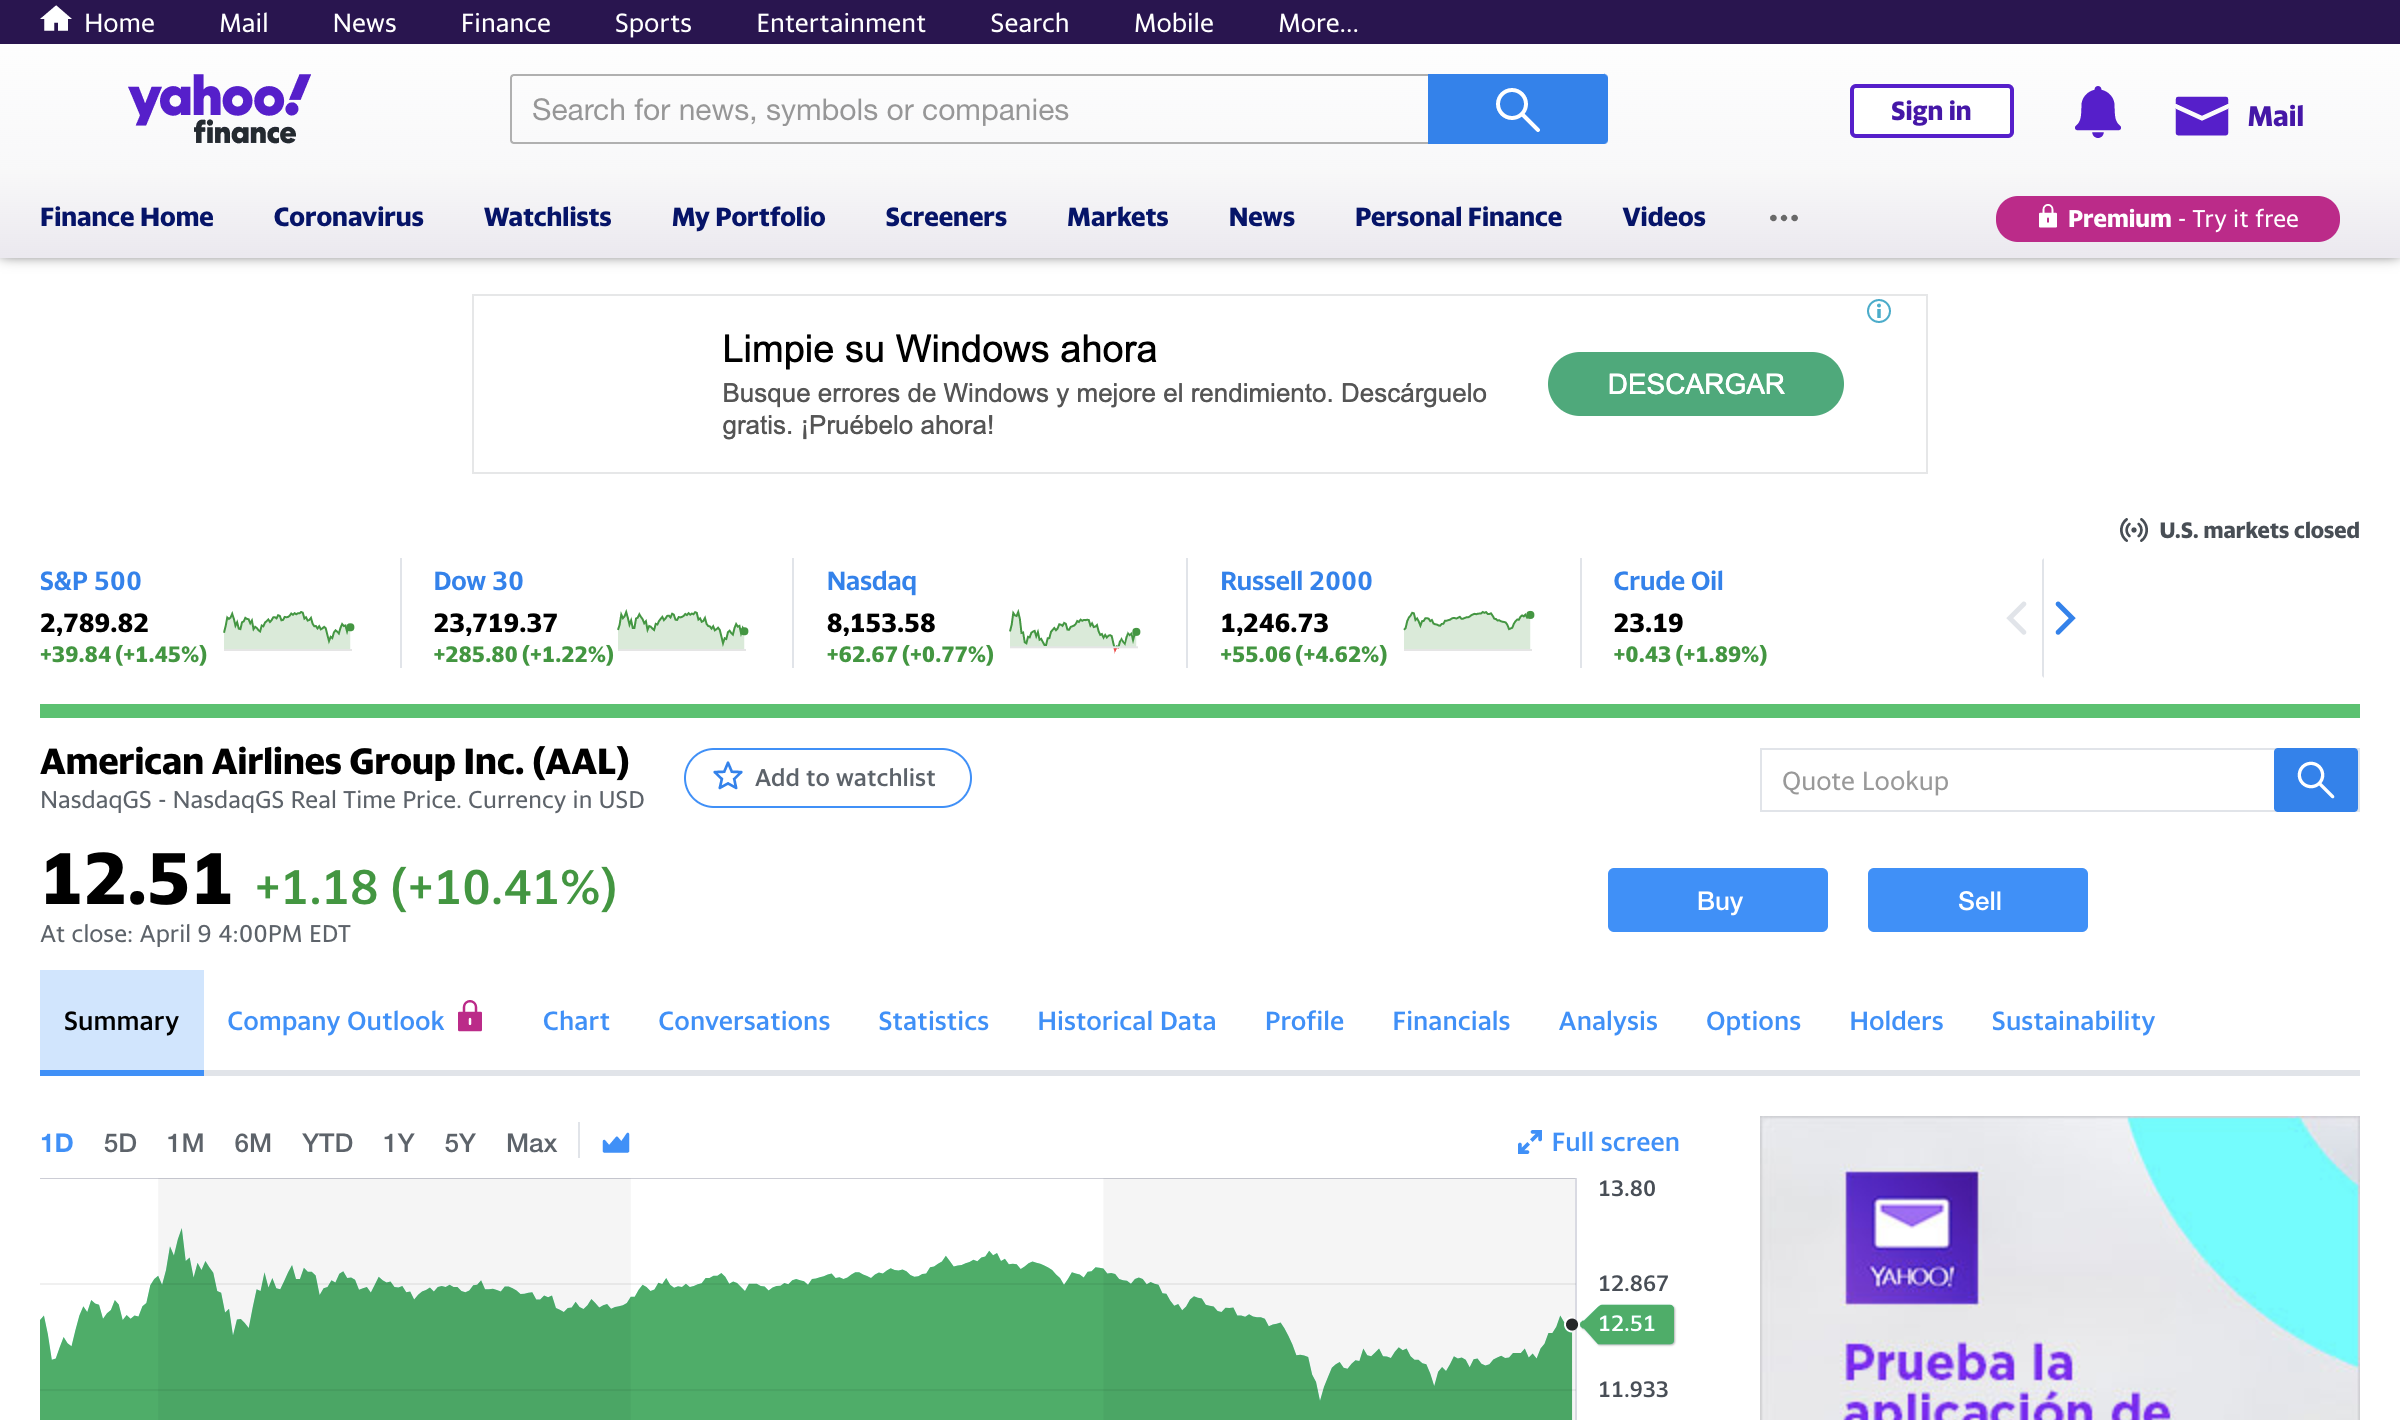 Home Mail News Finance Sports Entertainment Search Mobile More...
yahoo!
finance
Search for news, symbols or companies
Sign in
Mail
Finance Home Coronavirus Watchlists My Portfolio Screeners Markets News Personal Finance Videos ...
Premium - Try it free
Limpie su Windows ahora
Busque errores de Windows y mejore el rendimiento. Descárguelo
gratis. ¡Pruébelo ahora!
DESCARGAR
U.S. markets closed
S&P 500
2,789.82
+39.84 (+1.45%)
Dow 30
23,719.37
+285.80 (+1.22%)
Nasdaq
8,153.58
+62.67 (+0.77%)
Russell 2000
1,246.73
+55.06 (+4.62%)
Crude Oil
23.19
+0.43 (+1.89%)
American Airlines Group Inc. (AAL)
NasdaqGS - NasdaqGS Real Time Price. Currency in USD
Add to watchlist
Quote Lookup
12.51 +1.18 (+10.41%)
At close: April 9 4:00PM EDT
Buy
Sell
Summary Company Outlook Chart Conversations Statistics Historical Data Profile Financials Analysis Options Holders Sustainability
1D 5D 1M 6M YTD 1Y 5Y Max
Full screen
13.80
12.867
12.51
11.933
YAHOO!
Prueba la
aplicación de